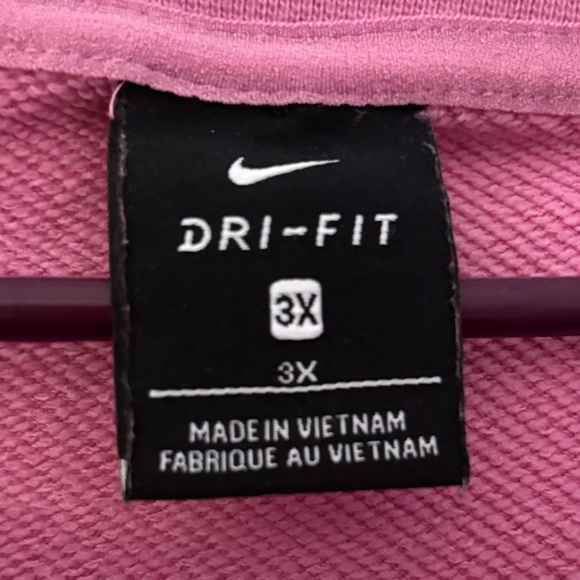 DRI-FIT
3X
3X
MADE IN VIETNAM
FABRIQUE AU VIETNAM